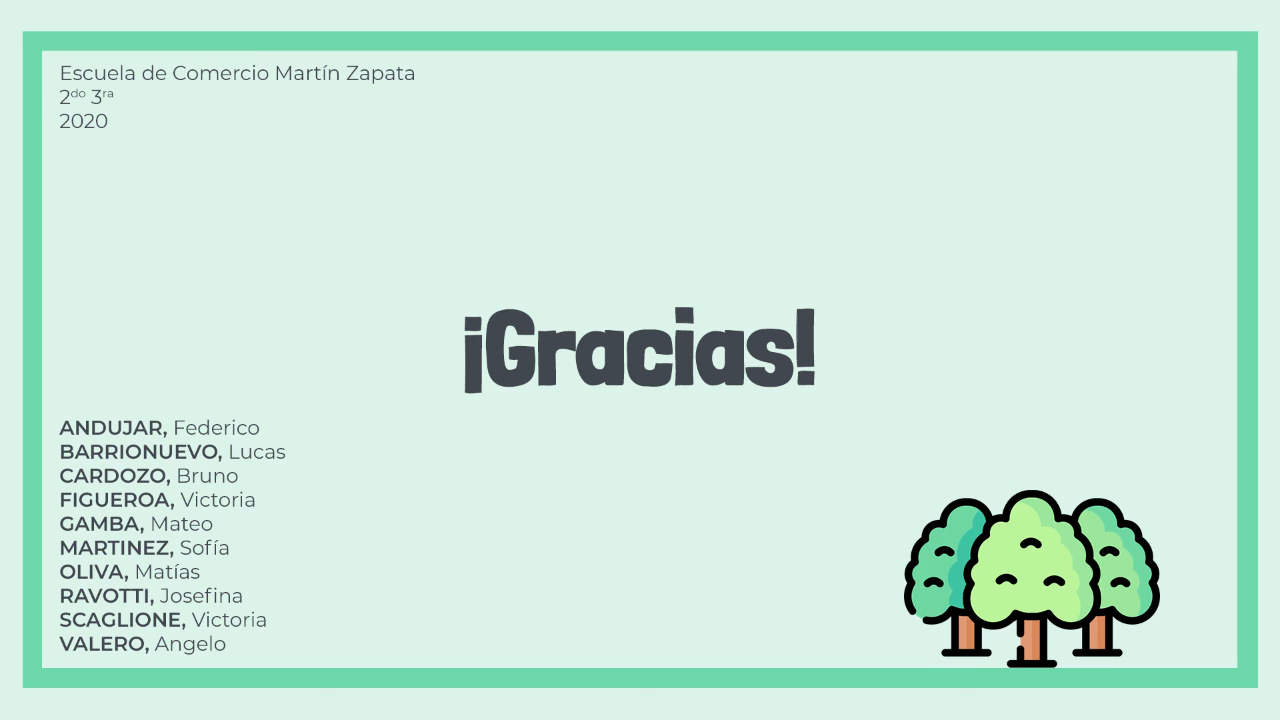 Escuela de Comercio Martín Zapata
2do 3ra
2020
¡Gracias!
ANDUJAR, Federico
BARRIONUEVO, Lucas
CARDOZO, Bruno
FIGUEROA, Victoria
GAMBA, Mateo
MARTINEZ, Sofía
OLIVA, Matías
RAVOTTI, Josefina
SCAGLIONE, Victoria
VALERO, Angelo